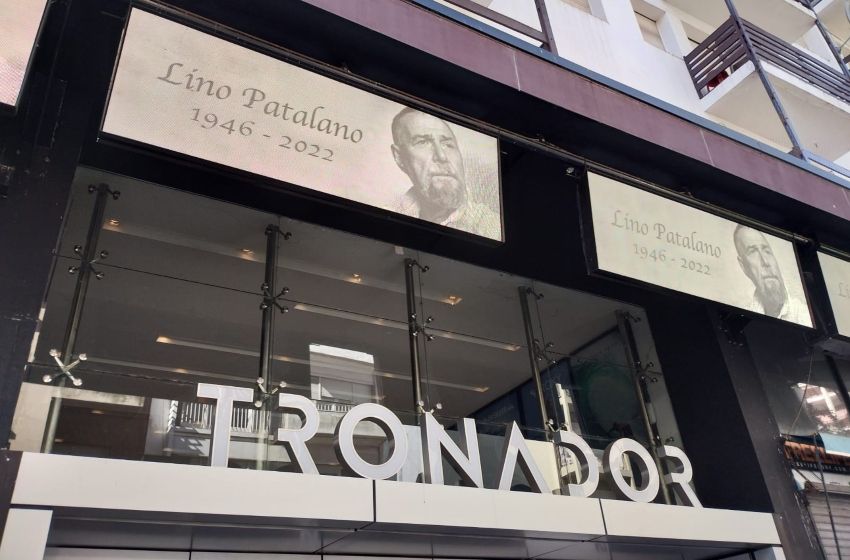 Lino Patalano
1946 - 2022
Lino Patalano
1946 - 2022
TRONADOR